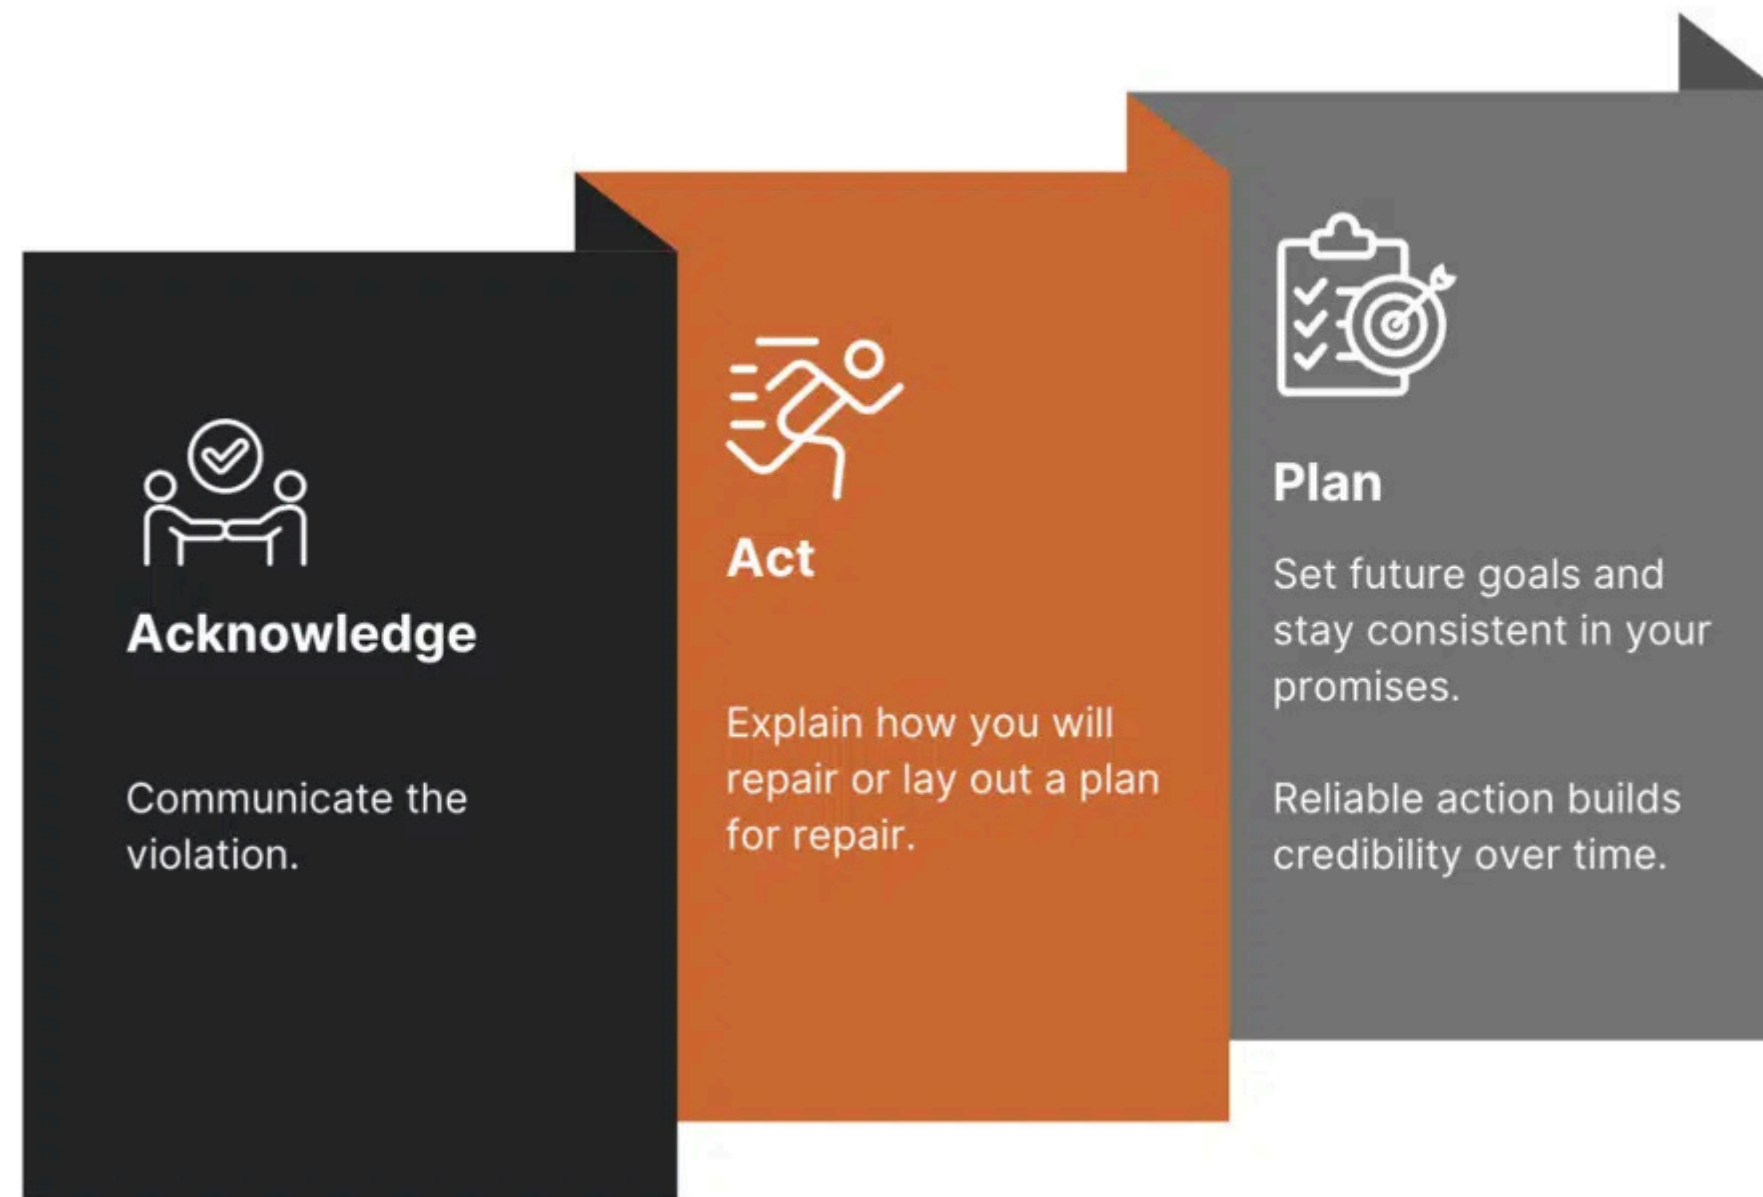 Acknowledge
Communicate the
violation.
Act
Explain how you will
repair or lay out a plan
for repair.
Plan
Set future goals and
stay consistent in your
promises.
Reliable action builds
credibility over time.